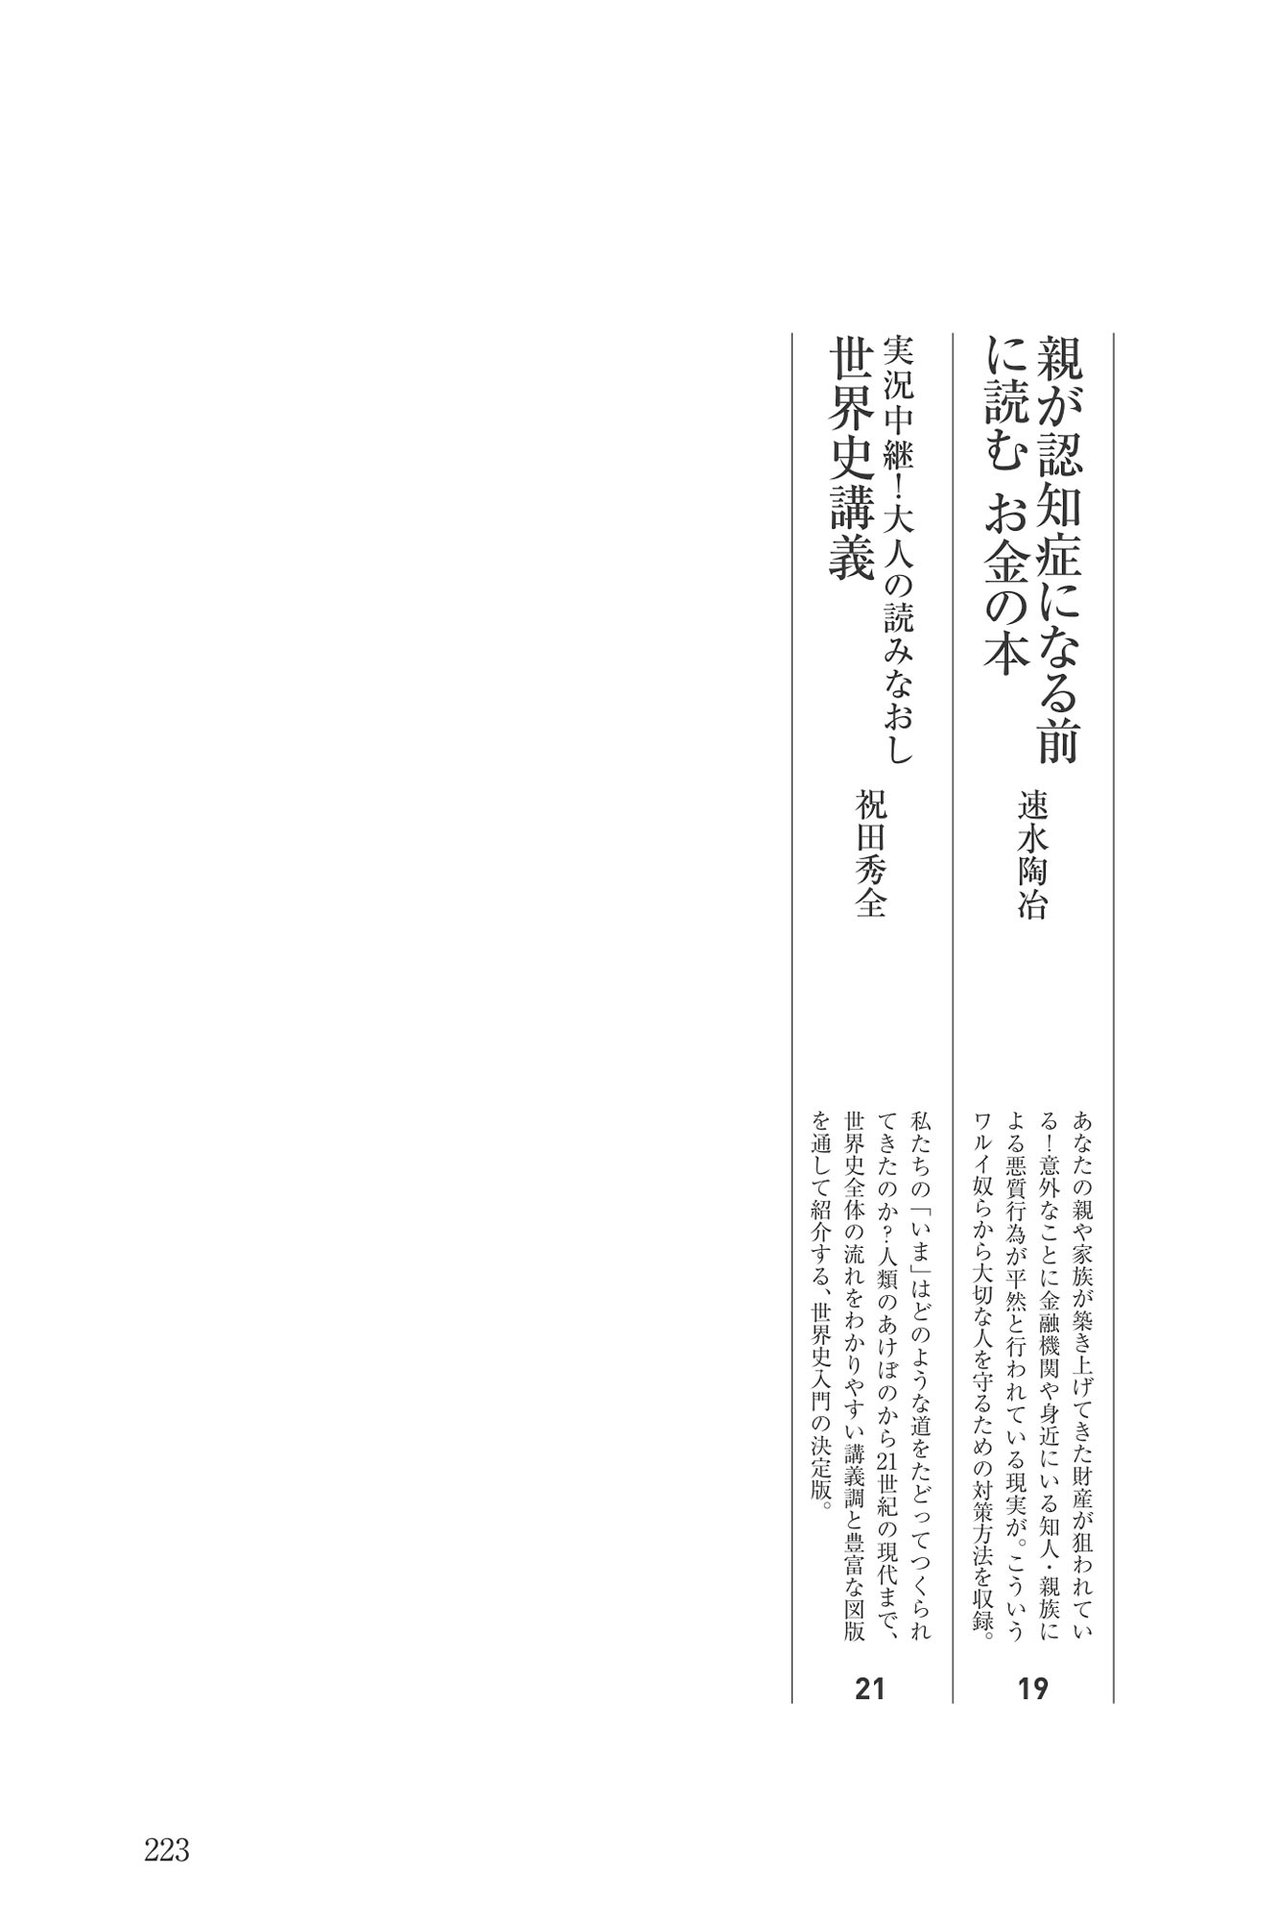 親が認知症になる前
に読む お金の本
速水陶冶
あなたの親や家族が築き上げてきた財産が狙われてい
る！意外なことに金融機関や身近にいる知人・親族に
よる悪質行為が平然と行われている現実が。こういう
ワルイ奴らから大切な人を守るための対策方法を収録。
19
実況中継！大人の読みなおし
世界史講義
祝田秀全
私たちの「いま」はどのような道をたどってつくられ
てきたのか？人類のあけぼのから21世紀の現代まで、
世界史全体の流れをわかりやすい講義調と豊富な図版
を通して紹介する、世界史入門の決定版。
21
223